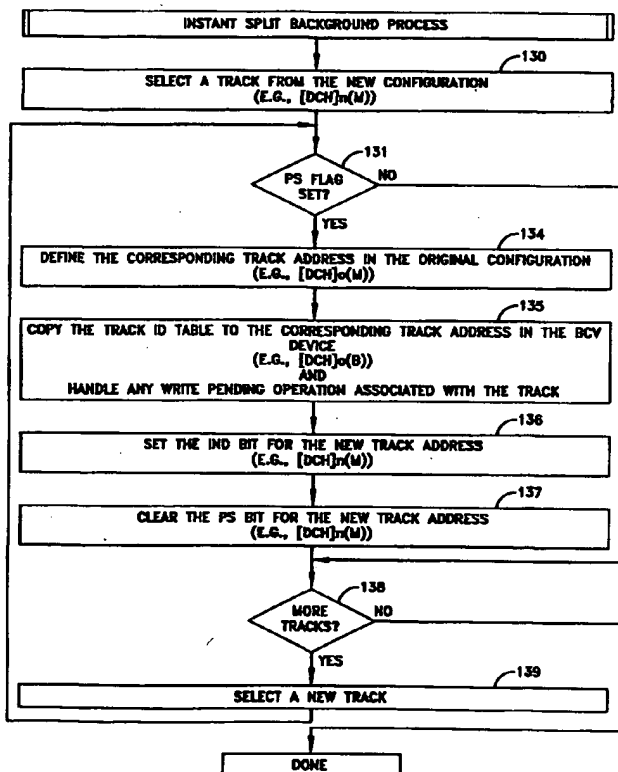 INSTANT SPLIT BACKGROUND PROCESS
130
SELECT A TRACK FROM THE NEW CONFIGURATION
(E.G., [DCH]n(M))
131
PS FLAG
SET?
NO
YES
134
DEFINE THE CORRESPONDING TRACK ADDRESS IN THE ORIGINAL CONFIGURATION
(E.G., [DCH]o(M))
135
COPY THE TRACK ID TABLE TO THE CORRESPONDING TRACK ADDRESS IN THE BCV
DEVICE
(E.G., [DCH]o(B))
AND
HANDLE ANY WRITE PENDING OPERATION ASSOCIATED WITH THE TRACK
136
SET THE IND BIT FOR THE NEW TRACK ADDRESS
(E.G., [DCH]n(M))
137
CLEAR THE PS BIT FOR THE NEW TRACK ADDRESS
(E.G., [DCH]n(M))
138
MORE
TRACKS?
NO
YES
139
SELECT A NEW TRACK
DONE